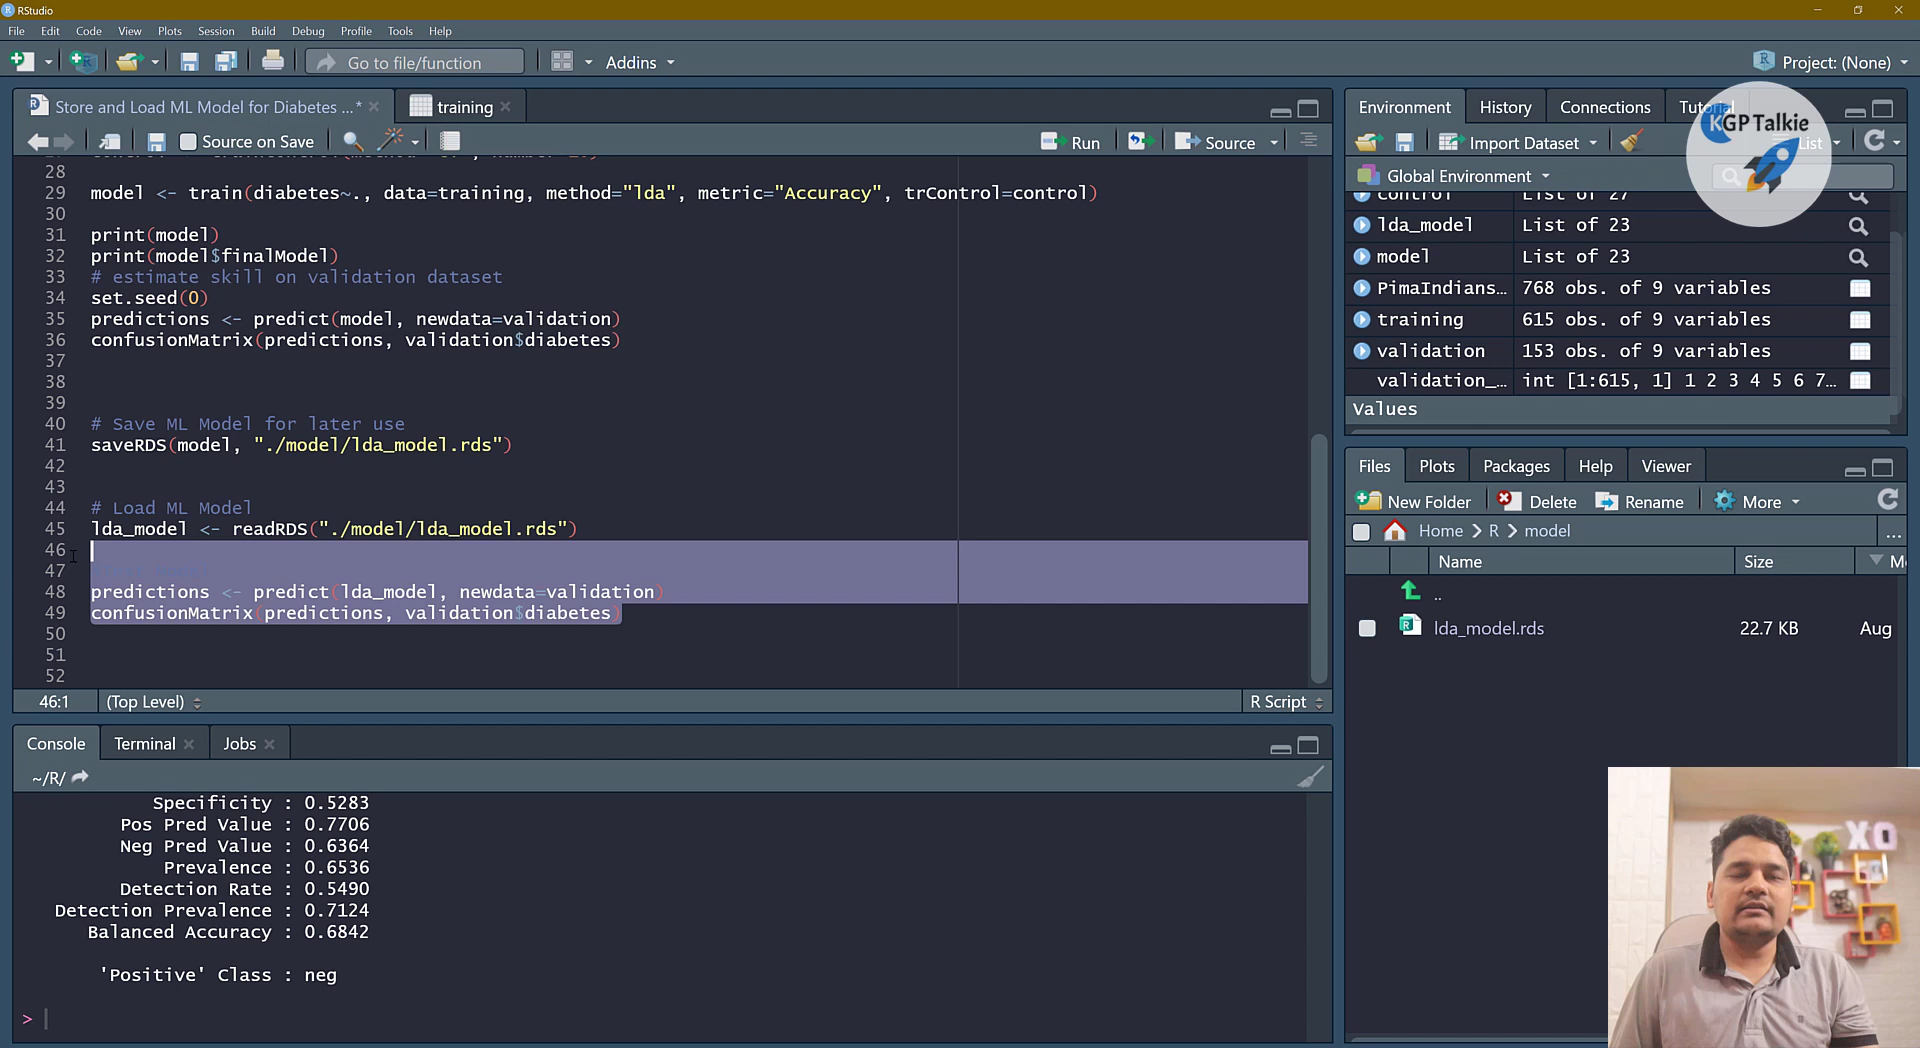 RStudio
File Edit Code View Plots Session Build Debug Profile Tools Help
Go to file/function Addins Project: (None)
Store and Load ML Model for Diabetes ...* training
Source on Save Run Source
28
29 model <- train(diabetes~., data=training, method="lda", metric="Accuracy", trControl=control)
30
31 print(model)
32 print(model$finalModel)
33 # estimate skill on validation dataset
34 set.seed(0)
35 predictions <- predict(model, newdata=validation)
36 confusionMatrix(predictions, validation$diabetes)
37
38
39
40 # Save ML Model for later use
41 saveRDS(model, "./model/lda_model.rds")
42
43
44 # Load ML Model
45 lda_model <- readRDS("./model/lda_model.rds")
46
47
48 predictions <- predict(lda_model, newdata=validation)
49 confusionMatrix(predictions, validation$diabetes)
50
51
52
46:1 (Top Level) R Script
Console Terminal Jobs
~/R/
Specificity : 0.5283
Pos Pred Value : 0.7706
Neg Pred Value : 0.6364
Prevalence : 0.6536
Detection Rate : 0.5490
Detection Prevalence : 0.7124
Balanced Accuracy : 0.6842
'Positive' Class : neg
>
Environment History Connections Tutorial
KGP Talkie
Import Dataset List
Global Environment
control List of 27
lda_model List of 23
model List of 23
PimaIndians... 768 obs. of 9 variables
training 615 obs. of 9 variables
validation 153 obs. of 9 variables
validation_... int [1:615, 1] 1 2 3 4 5 6 7...
Values
Files Plots Packages Help Viewer
New Folder Delete Rename More
Home R model ...
Name Size
..
lda_model.rds 22.7 KB Aug
XO